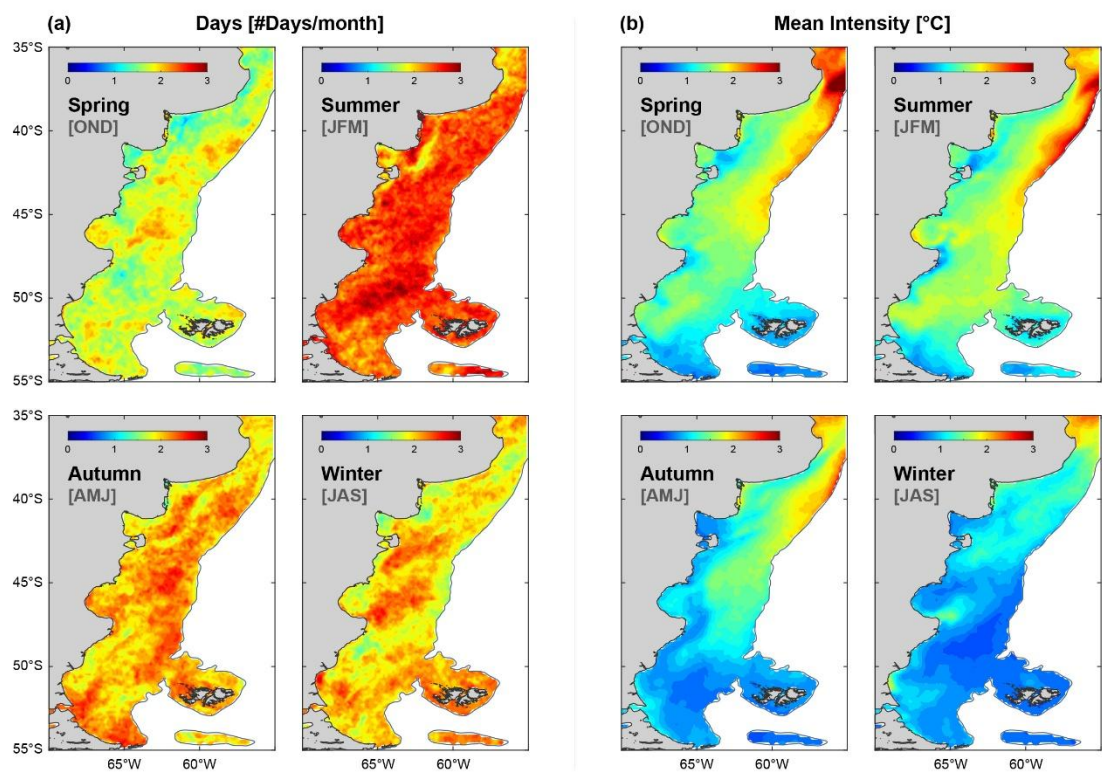 (a) Days [#Days/month]
(b) Mean Intensity [°C]
35°S
0 1 2 3
0 1 2 3
0 1 2 3
0 1 2 3
Spring
[OND]
Summer
[JFM]
Spring
[OND]
Summer
[JFM]
40°S
45°S
50°S
55°S
35°S
0 1 2 3
0 1 2 3
0 1 2 3
0 1 2 3
Autumn
[AMJ]
Winter
[JAS]
Autumn
[AMJ]
Winter
[JAS]
40°S
45°S
50°S
55°S
65°W 60°W 65°W 60°W 65°W 60°W 65°W 60°W